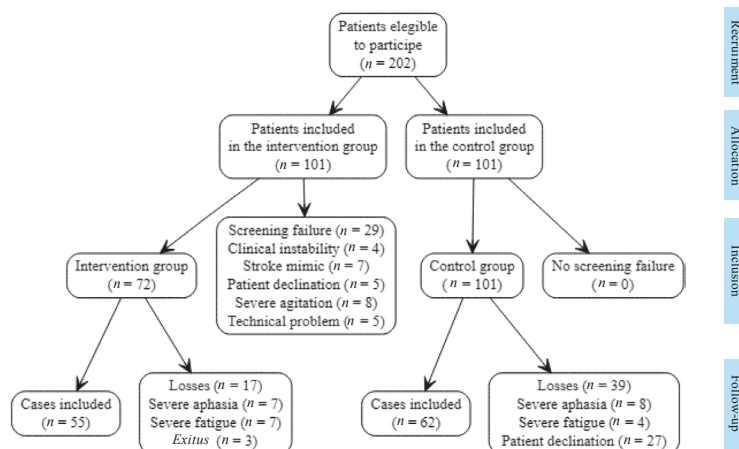 Patients elegible
to participe
(n = 202)
Recruiment
Patients included
in the intervention group
(n = 101)
Patients included
in the control group
(n = 101)
Allocation
Screening failure (n = 29)
Clinical instability (n = 4)
Stroke mimic (n = 7)
Patient declination (n = 5)
Severe agitation (n = 8)
Technical problem (n = 5)
Intervention group
(n = 72)
Control group
(n = 101)
No screening failure
(n = 0)
Inclusion
Cases included
(n = 55)
Losses (n = 17)
Severe aphasia (n = 7)
Severe fatigue (n = 7)
Exitus (n = 3)
Cases included
(n = 62)
Losses (n = 39)
Severe aphasia (n = 8)
Severe fatigue (n = 4)
Patient declination (n = 27)
Follow-up